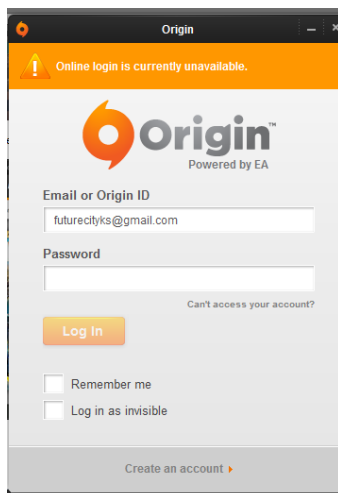 Origin
Online login is currently unavailable.
Origin™
Powered by EA
Email or Origin ID
futurecityks@gmail.com
Password
Can't access your account?
Log In
Remember me
Log in as invisible
Create an account